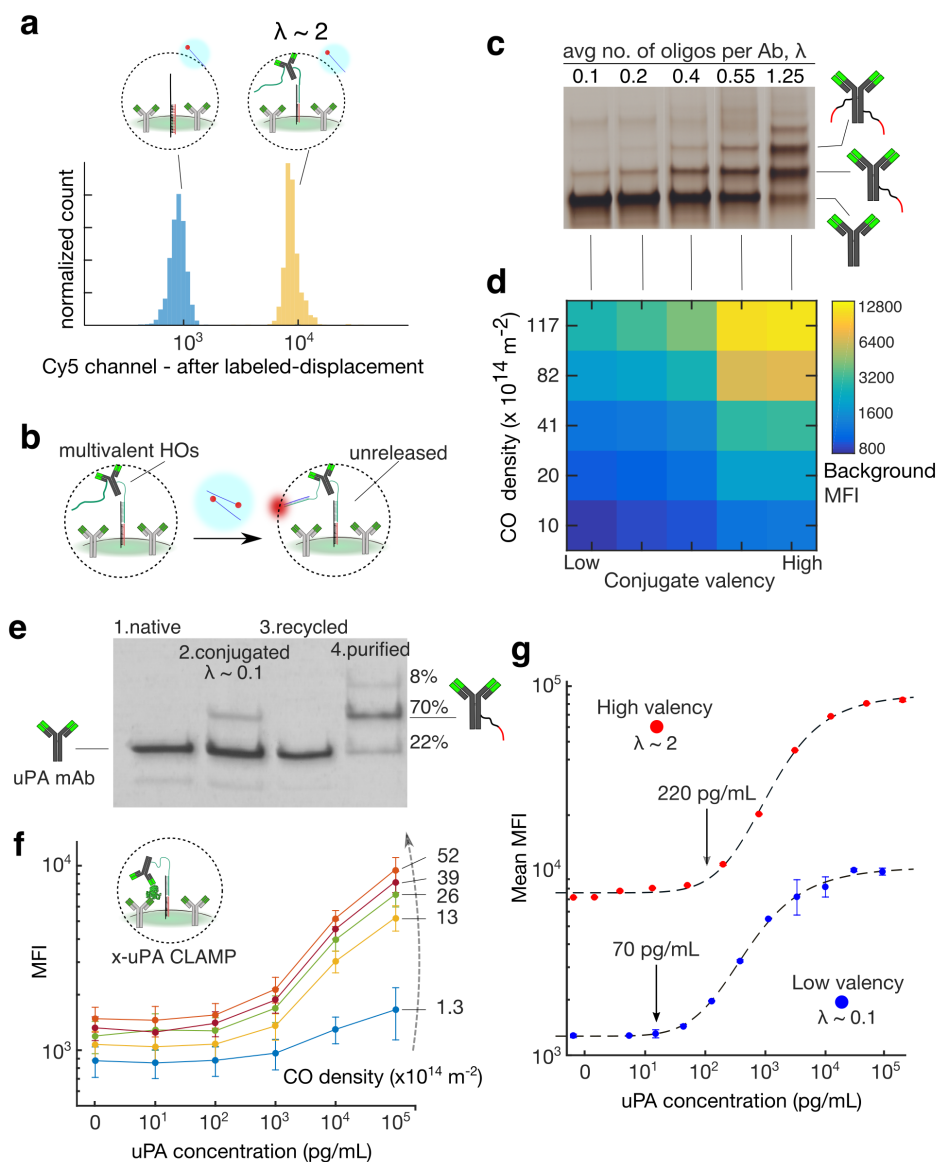 a
λ ~ 2
normalized count
10³
10⁴
Cy5 channel - after labeled-displacement
b
multivalent HOs
unreleased
c
avg no. of oligos per Ab, λ
0.1 0.2 0.4 0.55 1.25
d
CO density (x 10¹⁴ m⁻²)
117
82
41
20
10
Low
High
Conjugate valency
12800
6400
3200
1600
800
Background
MFI
e
1.native
2.conjugated
λ ~ 0.1
3.recycled
4.purified
8%
70%
22%
uPA mAb
f
MFI
10⁴
10³
x-uPA CLAMP
52
39
26
13
1.3
CO density (x10¹⁴ m⁻²)
0 10¹ 10² 10³ 10⁴ 10⁵
uPA concentration (pg/mL)
g
Mean MFI
10⁵
10⁴
10³
High valency
λ ~ 2
220 pg/mL
70 pg/mL
Low valency
λ ~ 0.1
0 10¹ 10² 10³ 10⁴ 10⁵
uPA concentration (pg/mL)